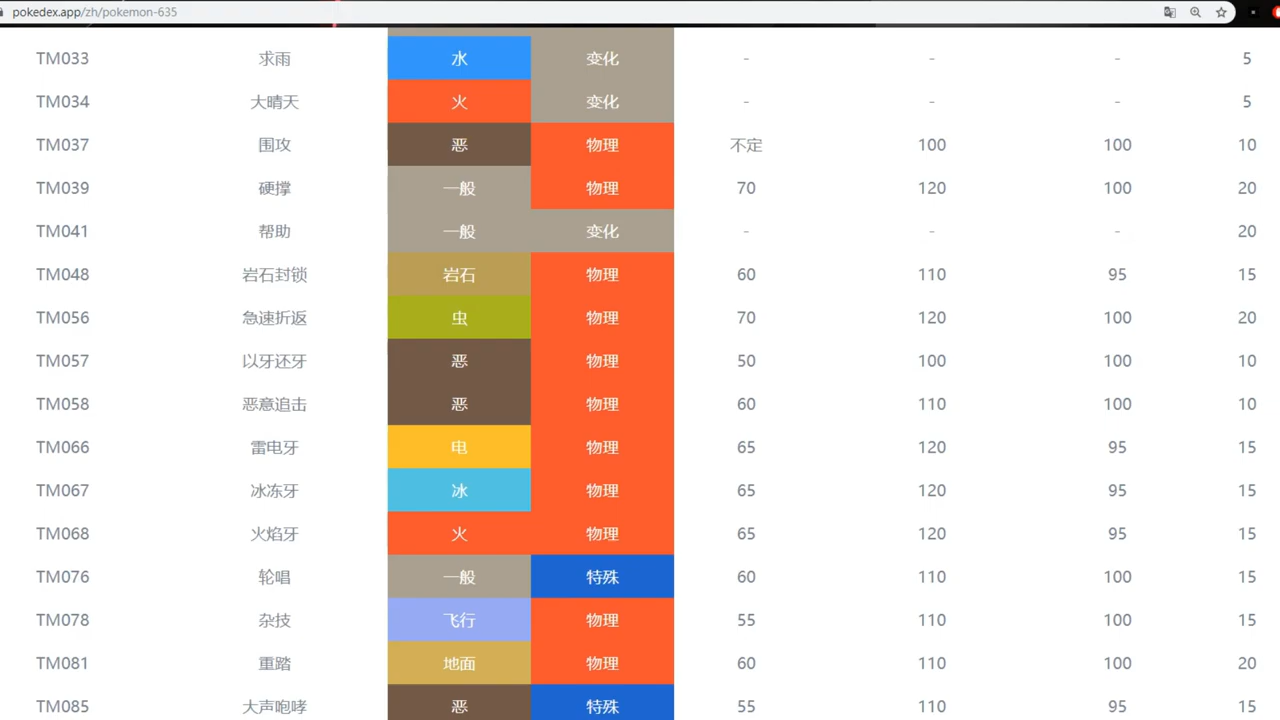 pokedex.app/zh/pokemon-635
TM033 求雨 水 变化 - - - 5
TM034 大晴天 火 变化 - - - 5
TM037 围攻 恶 物理 不定 100 100 10
TM039 硬撑 一般 物理 70 120 100 20
TM041 帮助 一般 变化 - - - 20
TM048 岩石封锁 岩石 物理 60 110 95 15
TM056 急速折返 虫 物理 70 120 100 20
TM057 以牙还牙 恶 物理 50 100 100 10
TM058 恶意追击 恶 物理 60 110 100 10
TM066 雷电牙 电 物理 65 120 95 15
TM067 冰冻牙 冰 物理 65 120 95 15
TM068 火焰牙 火 物理 65 120 95 15
TM076 轮唱 一般 特殊 60 110 100 15
TM078 杂技 飞行 物理 55 110 100 15
TM081 重踏 地面 物理 60 110 100 20
TM085 大声咆哮 恶 特殊 55 110 95 15